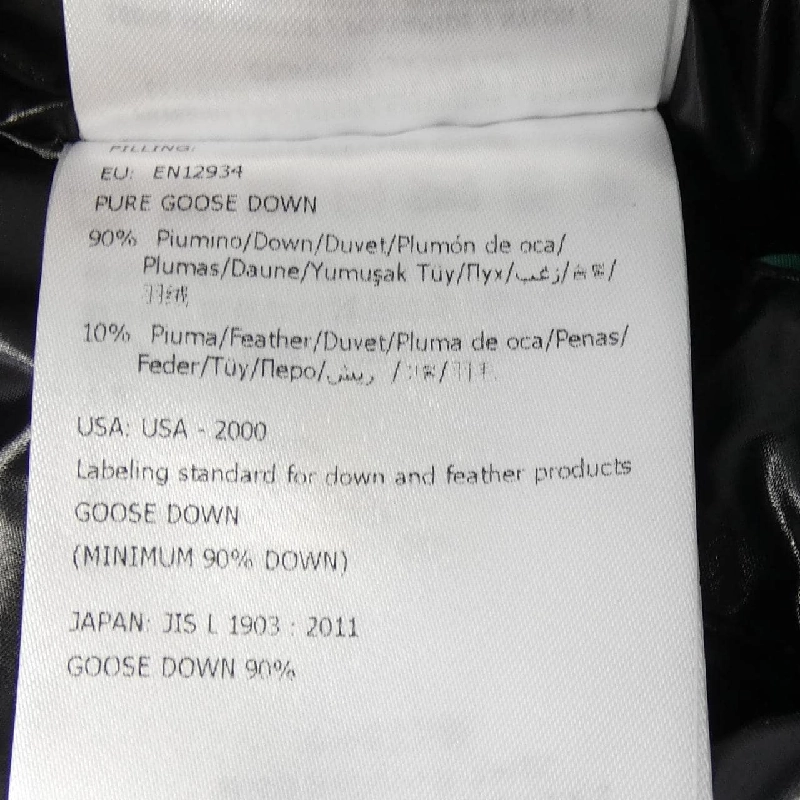 FILLING:
EU: EN12934
PURE GOOSE DOWN
90% Piumino/Down/Duvet/Plumón de oca/
Plumas/Daune/Yumuşak Tüy/Пух/زغب/
10% Piuma/Feather/Duvet/Pluma de oca/Penas/
Feder/Tüy/Перо/ريش /
USA: USA - 2000
Labeling standard for down and feather products
GOOSE DOWN
(MINIMUM 90% DOWN)
JAPAN: JIS L 1903 : 2011
GOOSE DOWN 90%